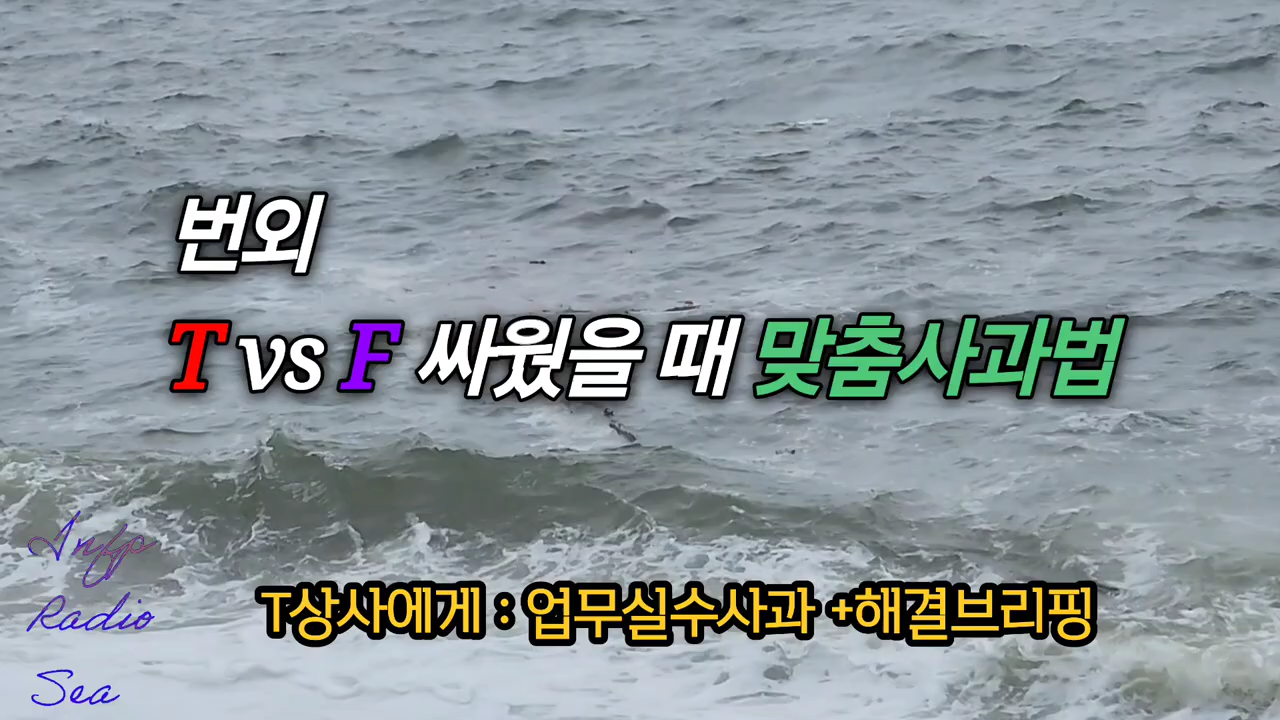 번외
T vs F 싸웠을 때 맞춤사과법
Infp
Radio
Sea
T상사에게 : 업무실수사과 +해결브리핑